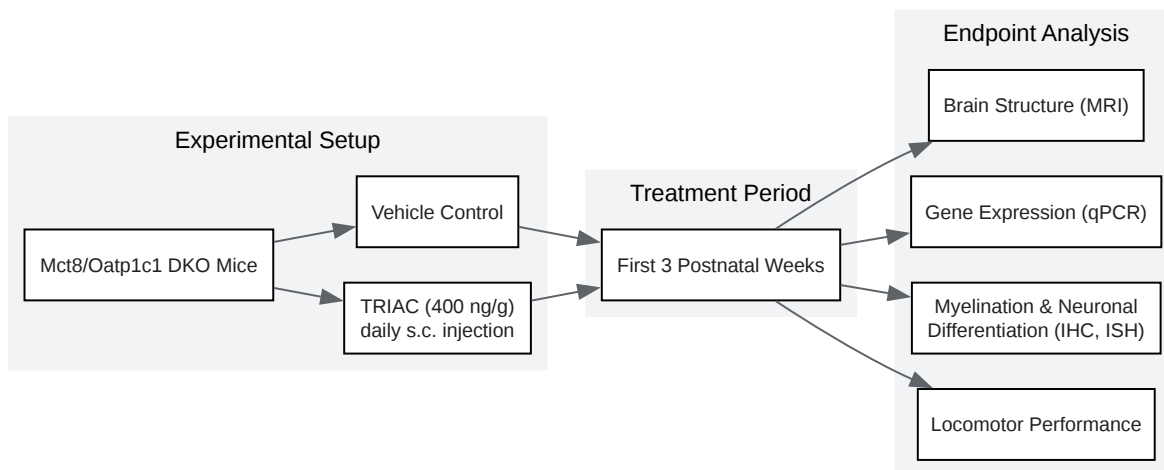 Experimental Setup
Mct8/Oatp1c1 DKO Mice
Vehicle Control
TRIAC (400 ng/g)
daily s.c. injection
Treatment Period
First 3 Postnatal Weeks
Endpoint Analysis
Brain Structure (MRI)
Gene Expression (qPCR)
Myelination & Neuronal
Differentiation (IHC, ISH)
Locomotor Performance